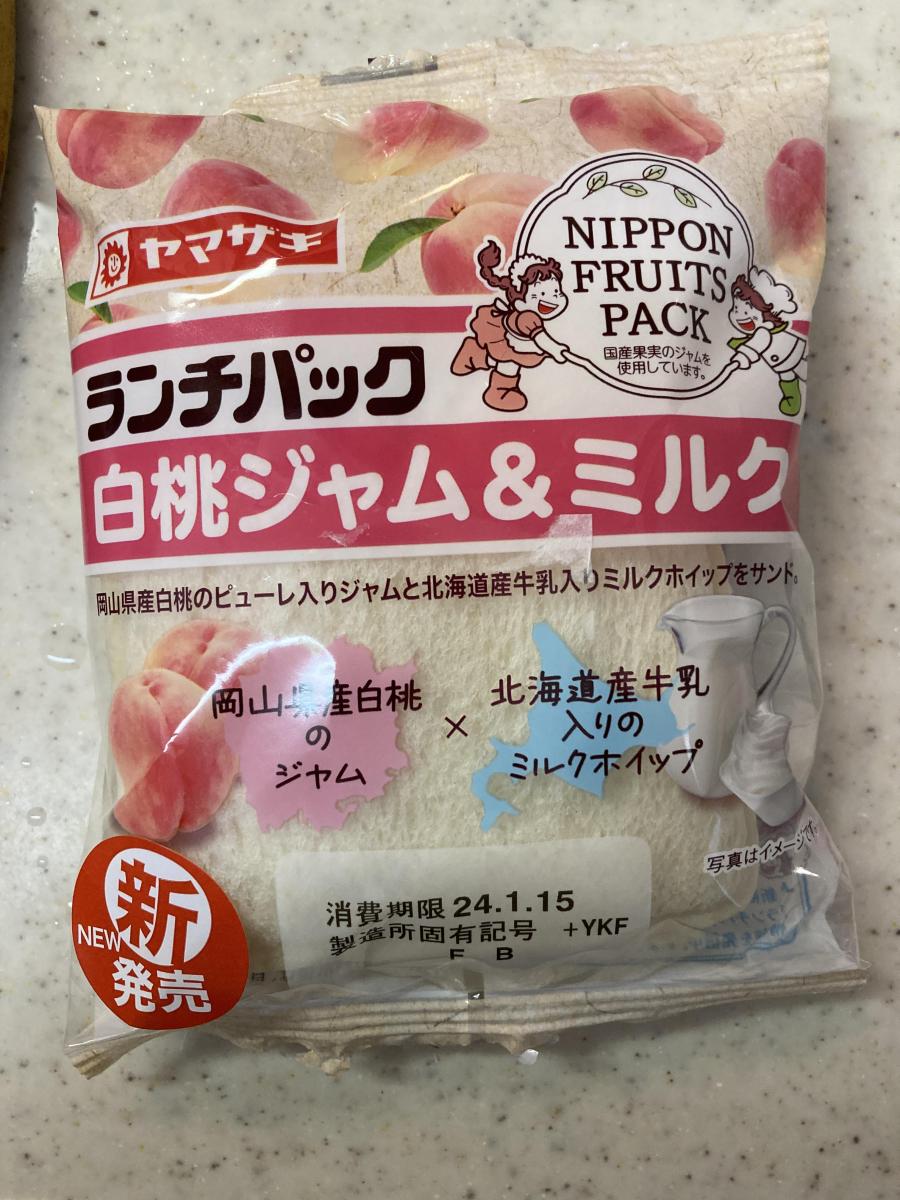 ヤマザキ
NIPPON
FRUITS
PACK
国産果実のジャムを
使用しています。
ランチパック
白桃ジャム&ミルク
岡山県産白桃のピューレ入りジャムと北海道産牛乳入りミルクホイップをサンド。
岡山県産白桃
の
ジャム
×
北海道産牛乳
入りの
ミルクホイップ
写真はイメージです。
新
NEW
発売
消費期限 24.1.15
製造所固有記号 +YKF
F B